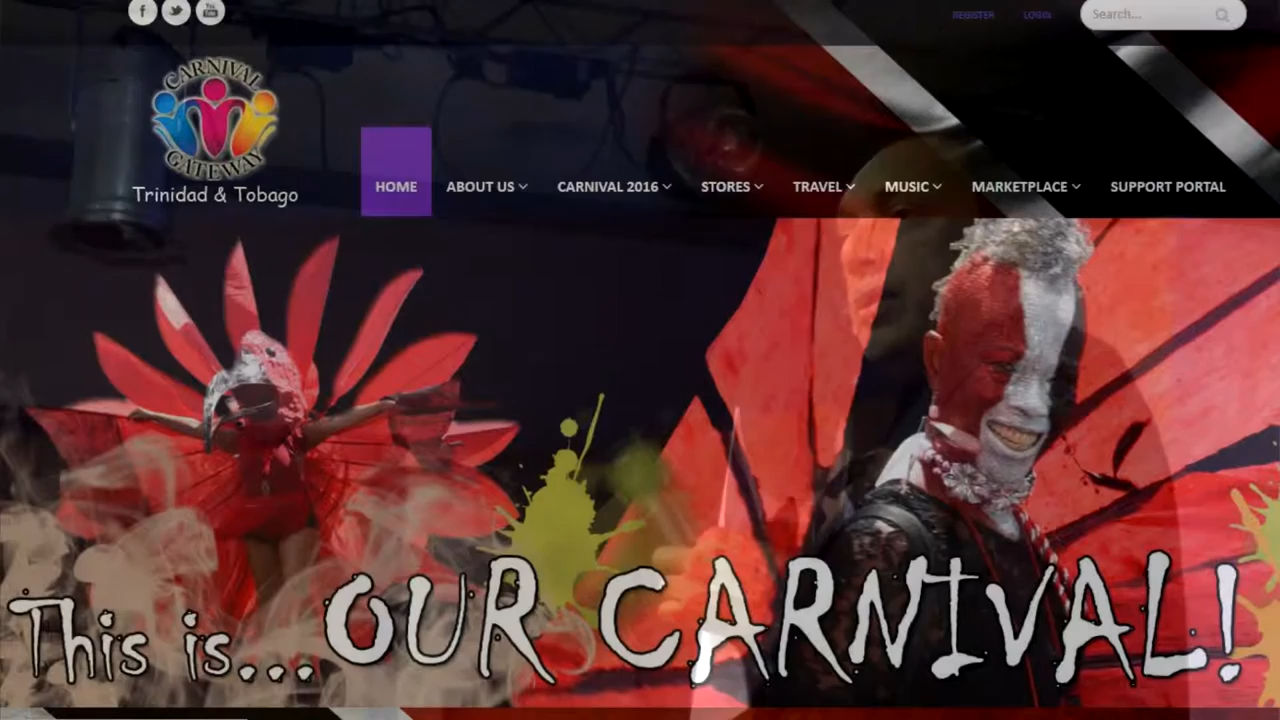 REGISTER
LOGIN
Search...
CARNIVAL
GATEWAY
Trinidad & Tobago
HOME
ABOUT US
CARNIVAL 2016
STORES
TRAVEL
MUSIC
MARKETPLACE
SUPPORT PORTAL
This is...OUR CARNIVAL!